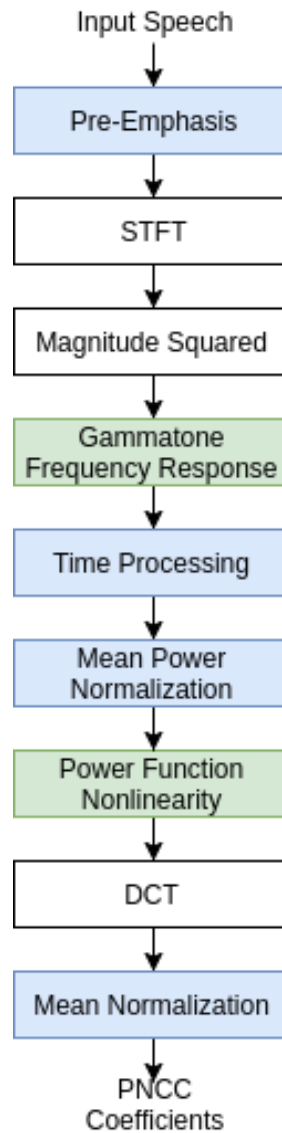 Input Speech
Pre-Emphasis
STFT
Magnitude Squared
Gammatone
Frequency Response
Time Processing
Mean Power
Normalization
Power Function
Nonlinearity
DCT
Mean Normalization
PNCC
Coefficients